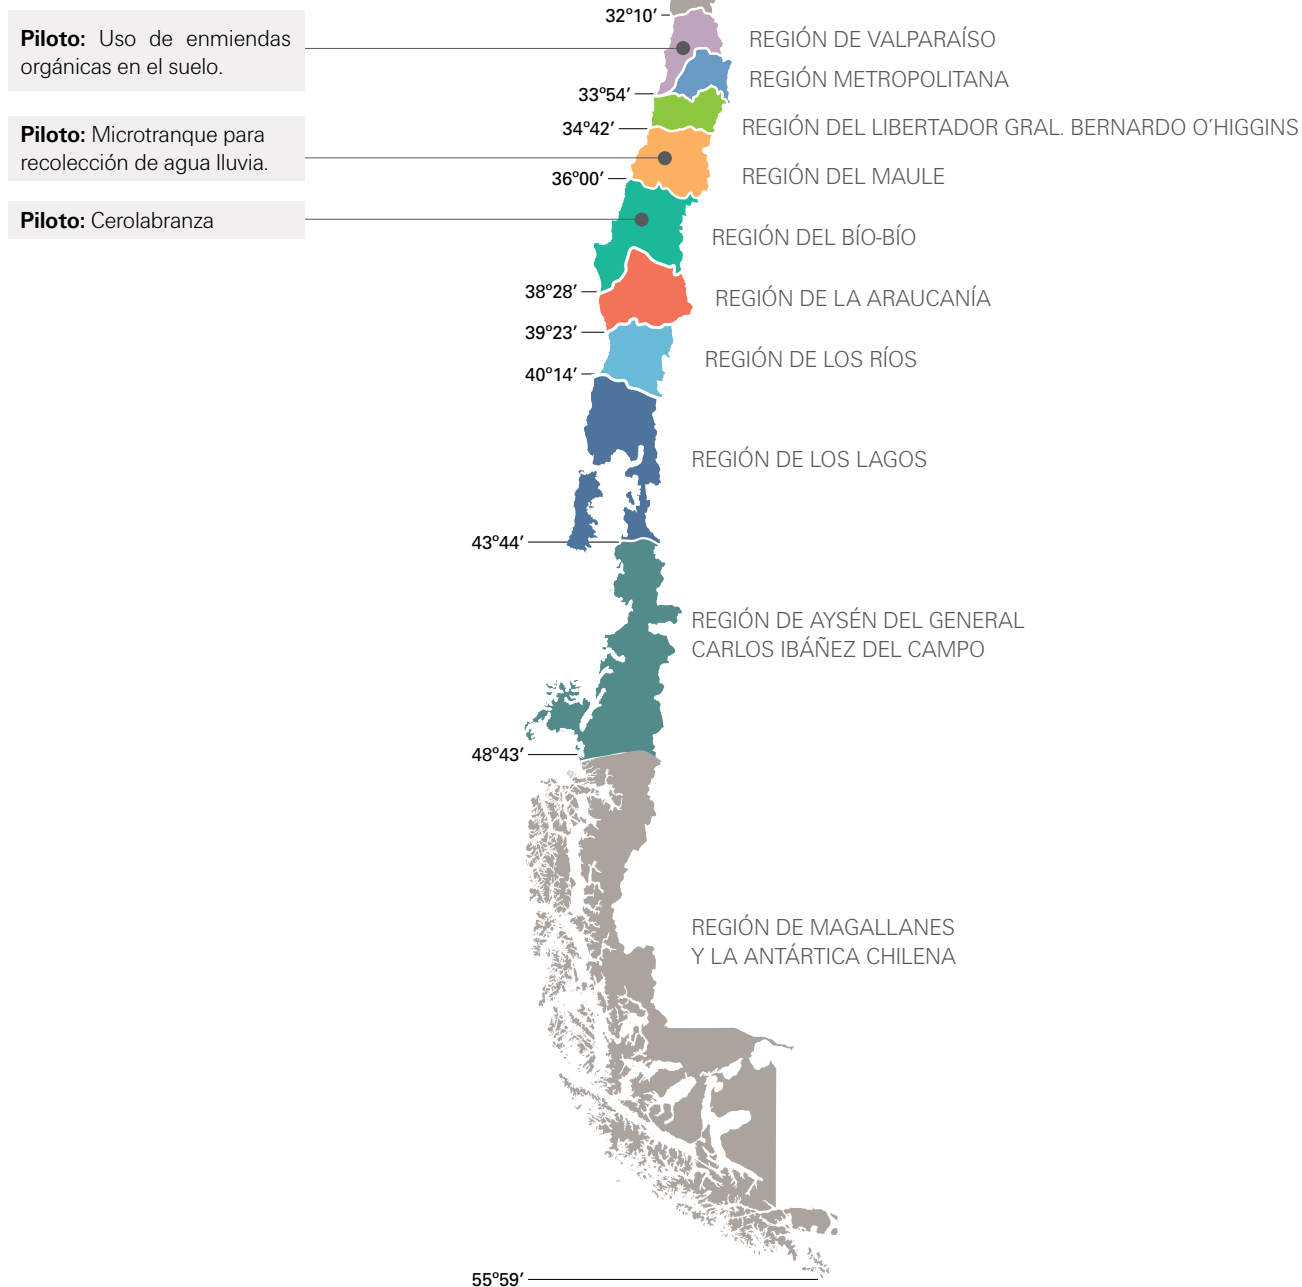 Piloto: Uso de enmiendas
orgánicas en el suelo.
Piloto: Microtranque para
recolección de agua lluvia.
Piloto: Cerolabranza
32º10’
33º54’
34º42’
36º00’
38º28’
39º23’
40º14’
43º44’
48º43’
55º59’
REGIÓN DE VALPARAÍSO
REGIÓN METROPOLITANA
REGIÓN DEL LIBERTADOR GRAL. BERNARDO O´HIGGINS
REGIÓN DEL MAULE
REGIÓN DEL BÍO-BÍO
REGIÓN DE LA ARAUCANÍA
REGIÓN DE LOS RÍOS
REGIÓN DE LOS LAGOS
REGIÓN DE AYSÉN DEL GENERAL
CARLOS IBÁÑEZ DEL CAMPO
REGIÓN DE MAGALLANES
Y LA ANTÁRTICA CHILENA